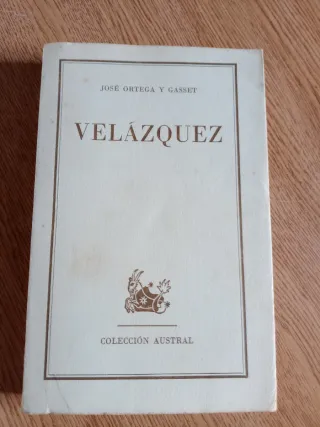 JOSÉ ORTEGA Y GASSET
VELÁZQUEZ
COLECCIÓN AUSTRAL